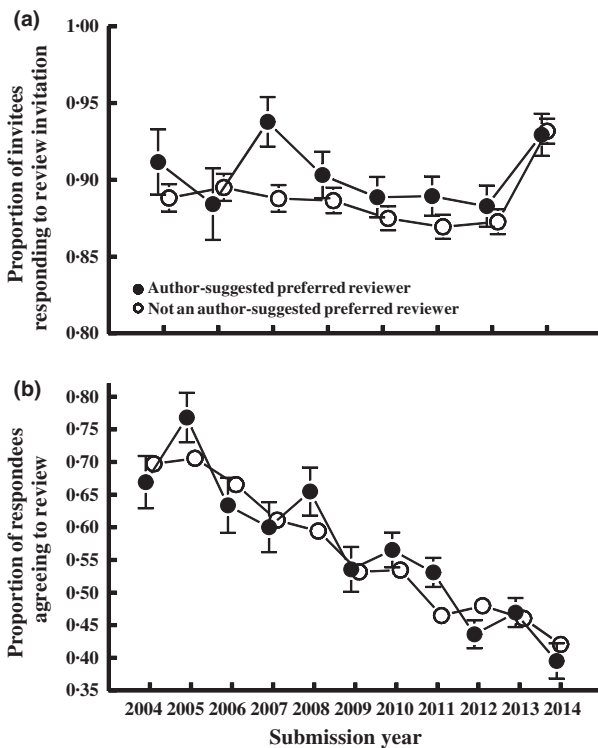 (a)
Proportion of invitees
responding to review invitation
1·00
0·95
0·90
0·85
0·80
Author-suggested preferred reviewer
Not an author-suggested preferred reviewer
(b)
Proportion of respondees
agreeing to review
0·80
0·75
0·70
0·65
0·60
0·55
0·50
0·45
0·40
0·35
2004 2005 2006 2007 2008 2009 2010 2011 2012 2013 2014
Submission year